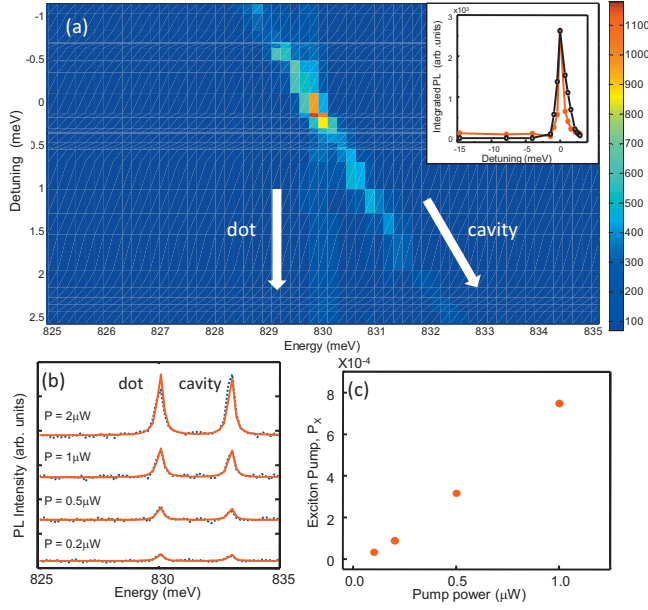 (a)
-1
-0.5
0
0.5
1
1.5
2
2.5
Detuning (meV)
825 826 827 828 829 830 831 832 833 834 835
Energy (meV)
dot
cavity
3 x10³
2
1
0
Integrated PL (arb .units)
-15 -10 -5 0
Detuning (meV)
1100
1000
900
800
700
600
500
400
300
200
100
(b)
dot cavity
P = 2μW
P = 1μW
P = 0.5μW
P = 0.2μW
PL Intensity (arb. units)
825 830 835
Energy (meV)
X10⁻⁴
(c)
8
6
4
2
0
Exciton Pump, Pₓ
0.0 0.5 1.0
Pump power (μW)